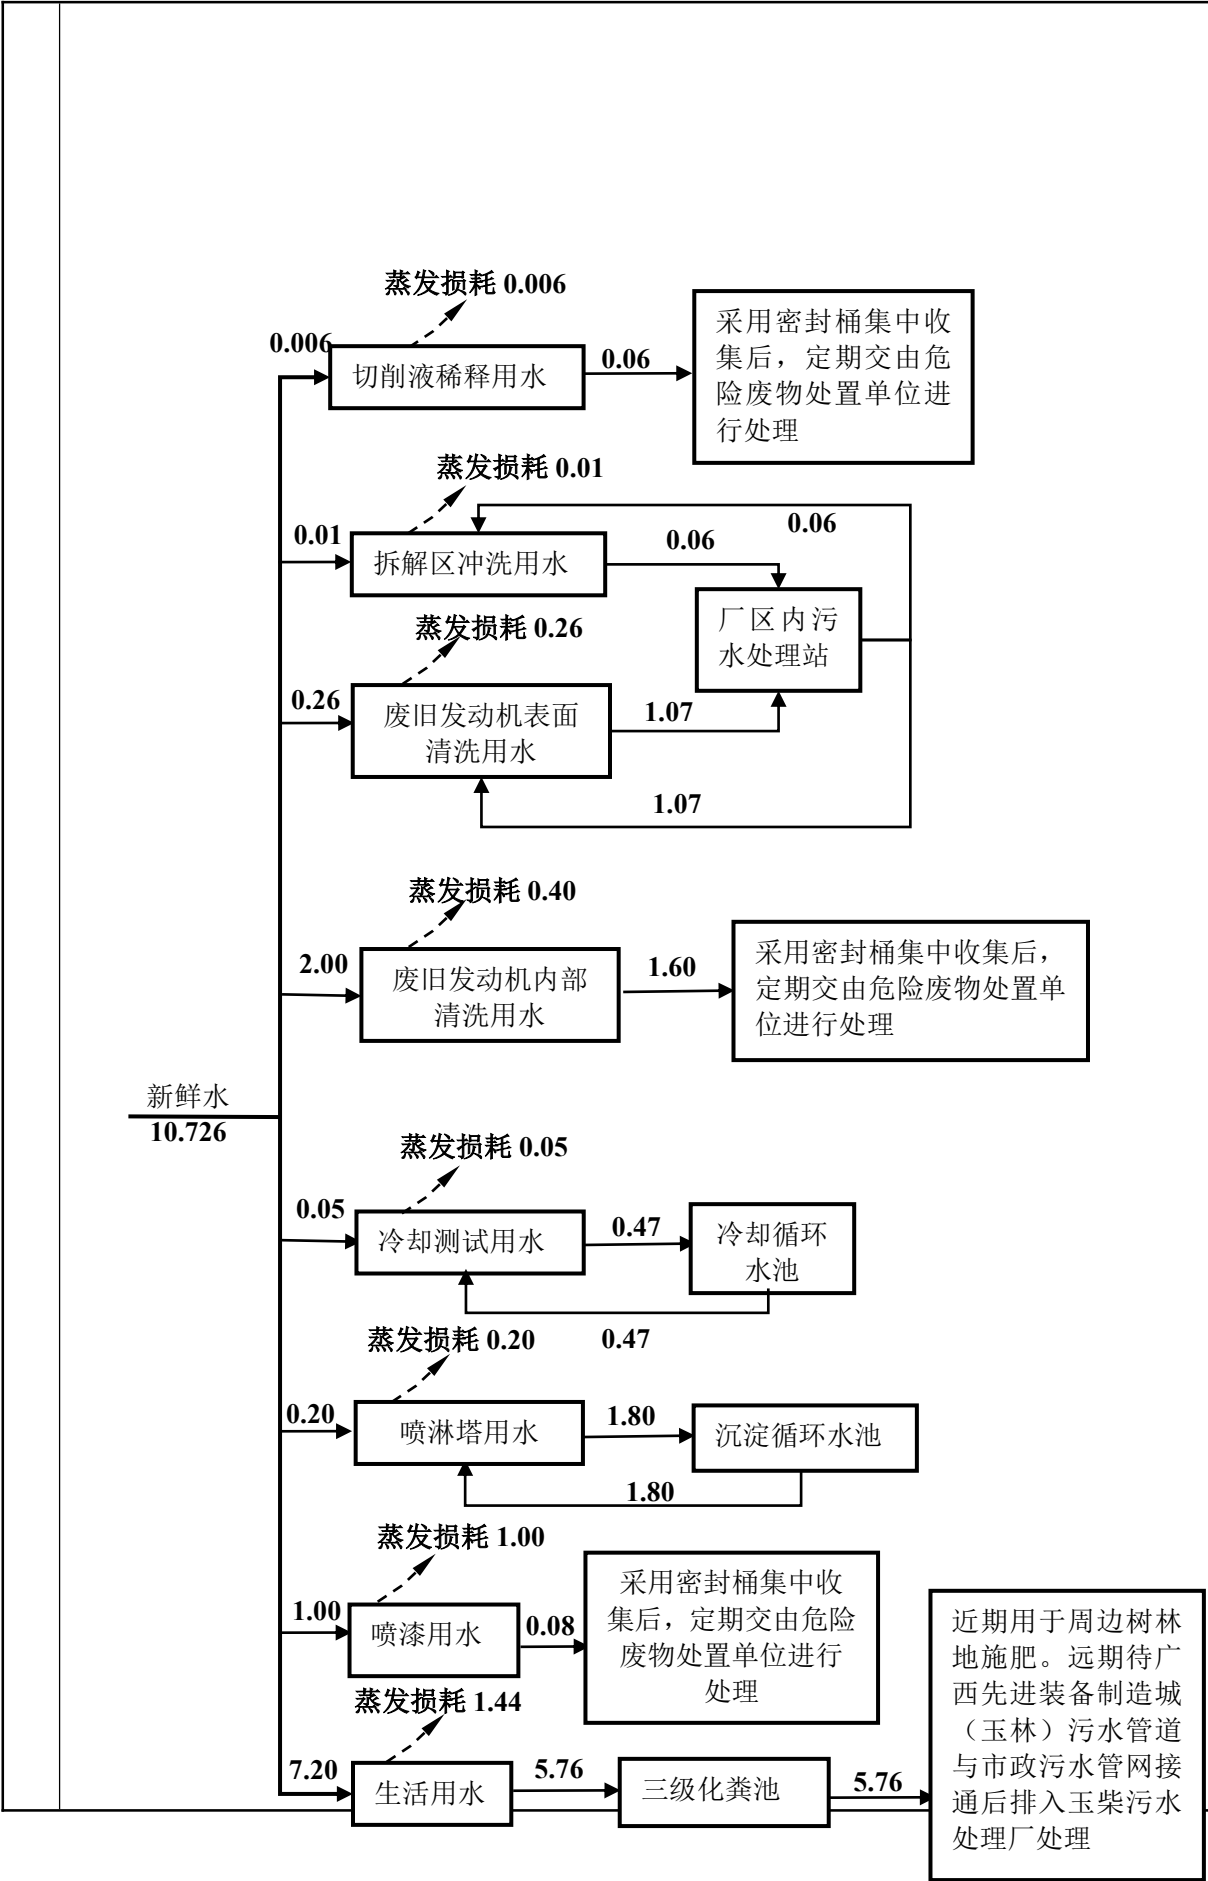 蒸发损耗 0.006
0.006
切削液稀释用水
0.06
采用密封桶集中收
集后，定期交由危
险废物处置单位进
行处理
蒸发损耗 0.01
0.01
拆解区冲洗用水
0.06
0.06
厂区内污
水处理站
蒸发损耗 0.26
0.26
废旧发动机表面
清洗用水
1.07
1.07
蒸发损耗 0.40
2.00
废旧发动机内部
清洗用水
1.60
采用密封桶集中收集后，
定期交由危险废物处置单
位进行处理
新鲜水
10.726
蒸发损耗 0.05
0.05
冷却测试用水
0.47
冷却循环
水池
0.47
蒸发损耗 0.20
0.20
喷淋塔用水
1.80
沉淀循环水池
1.80
蒸发损耗 1.00
1.00
喷漆用水
0.08
采用密封桶集中收
集后，定期交由危险
废物处置单位进行
处理
蒸发损耗 1.44
7.20
生活用水
5.76
三级化粪池
5.76
近期用于周边树林
地施肥。远期待广
西先进装备制造城
（玉林）污水管道
与市政污水管网接
通后排入玉柴污水
处理厂处理